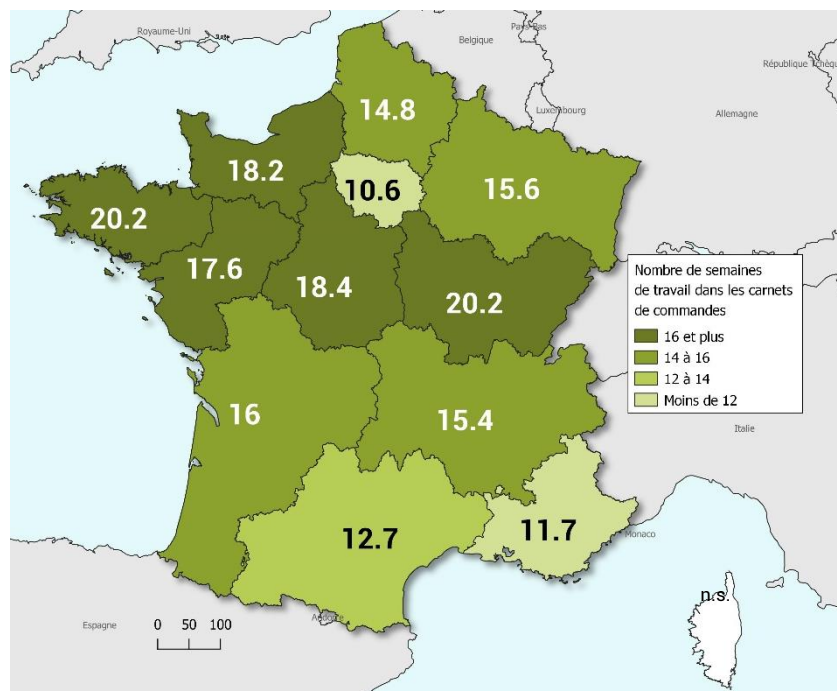 Royaume-Uni
Belgique
Pays-Bas
République Tchèque
Luxembourg
Allemagne
14.8
18.2
10.6
15.6
20.2
17.6
18.4
20.2
Nombre de semaines
de travail dans les carnets
de commandes
16 et plus
14 à 16
12 à 14
Moins de 12
16
15.4
Italie
12.7
11.7
Monaco
n.s.
Espagne
0 50 100
Andorre